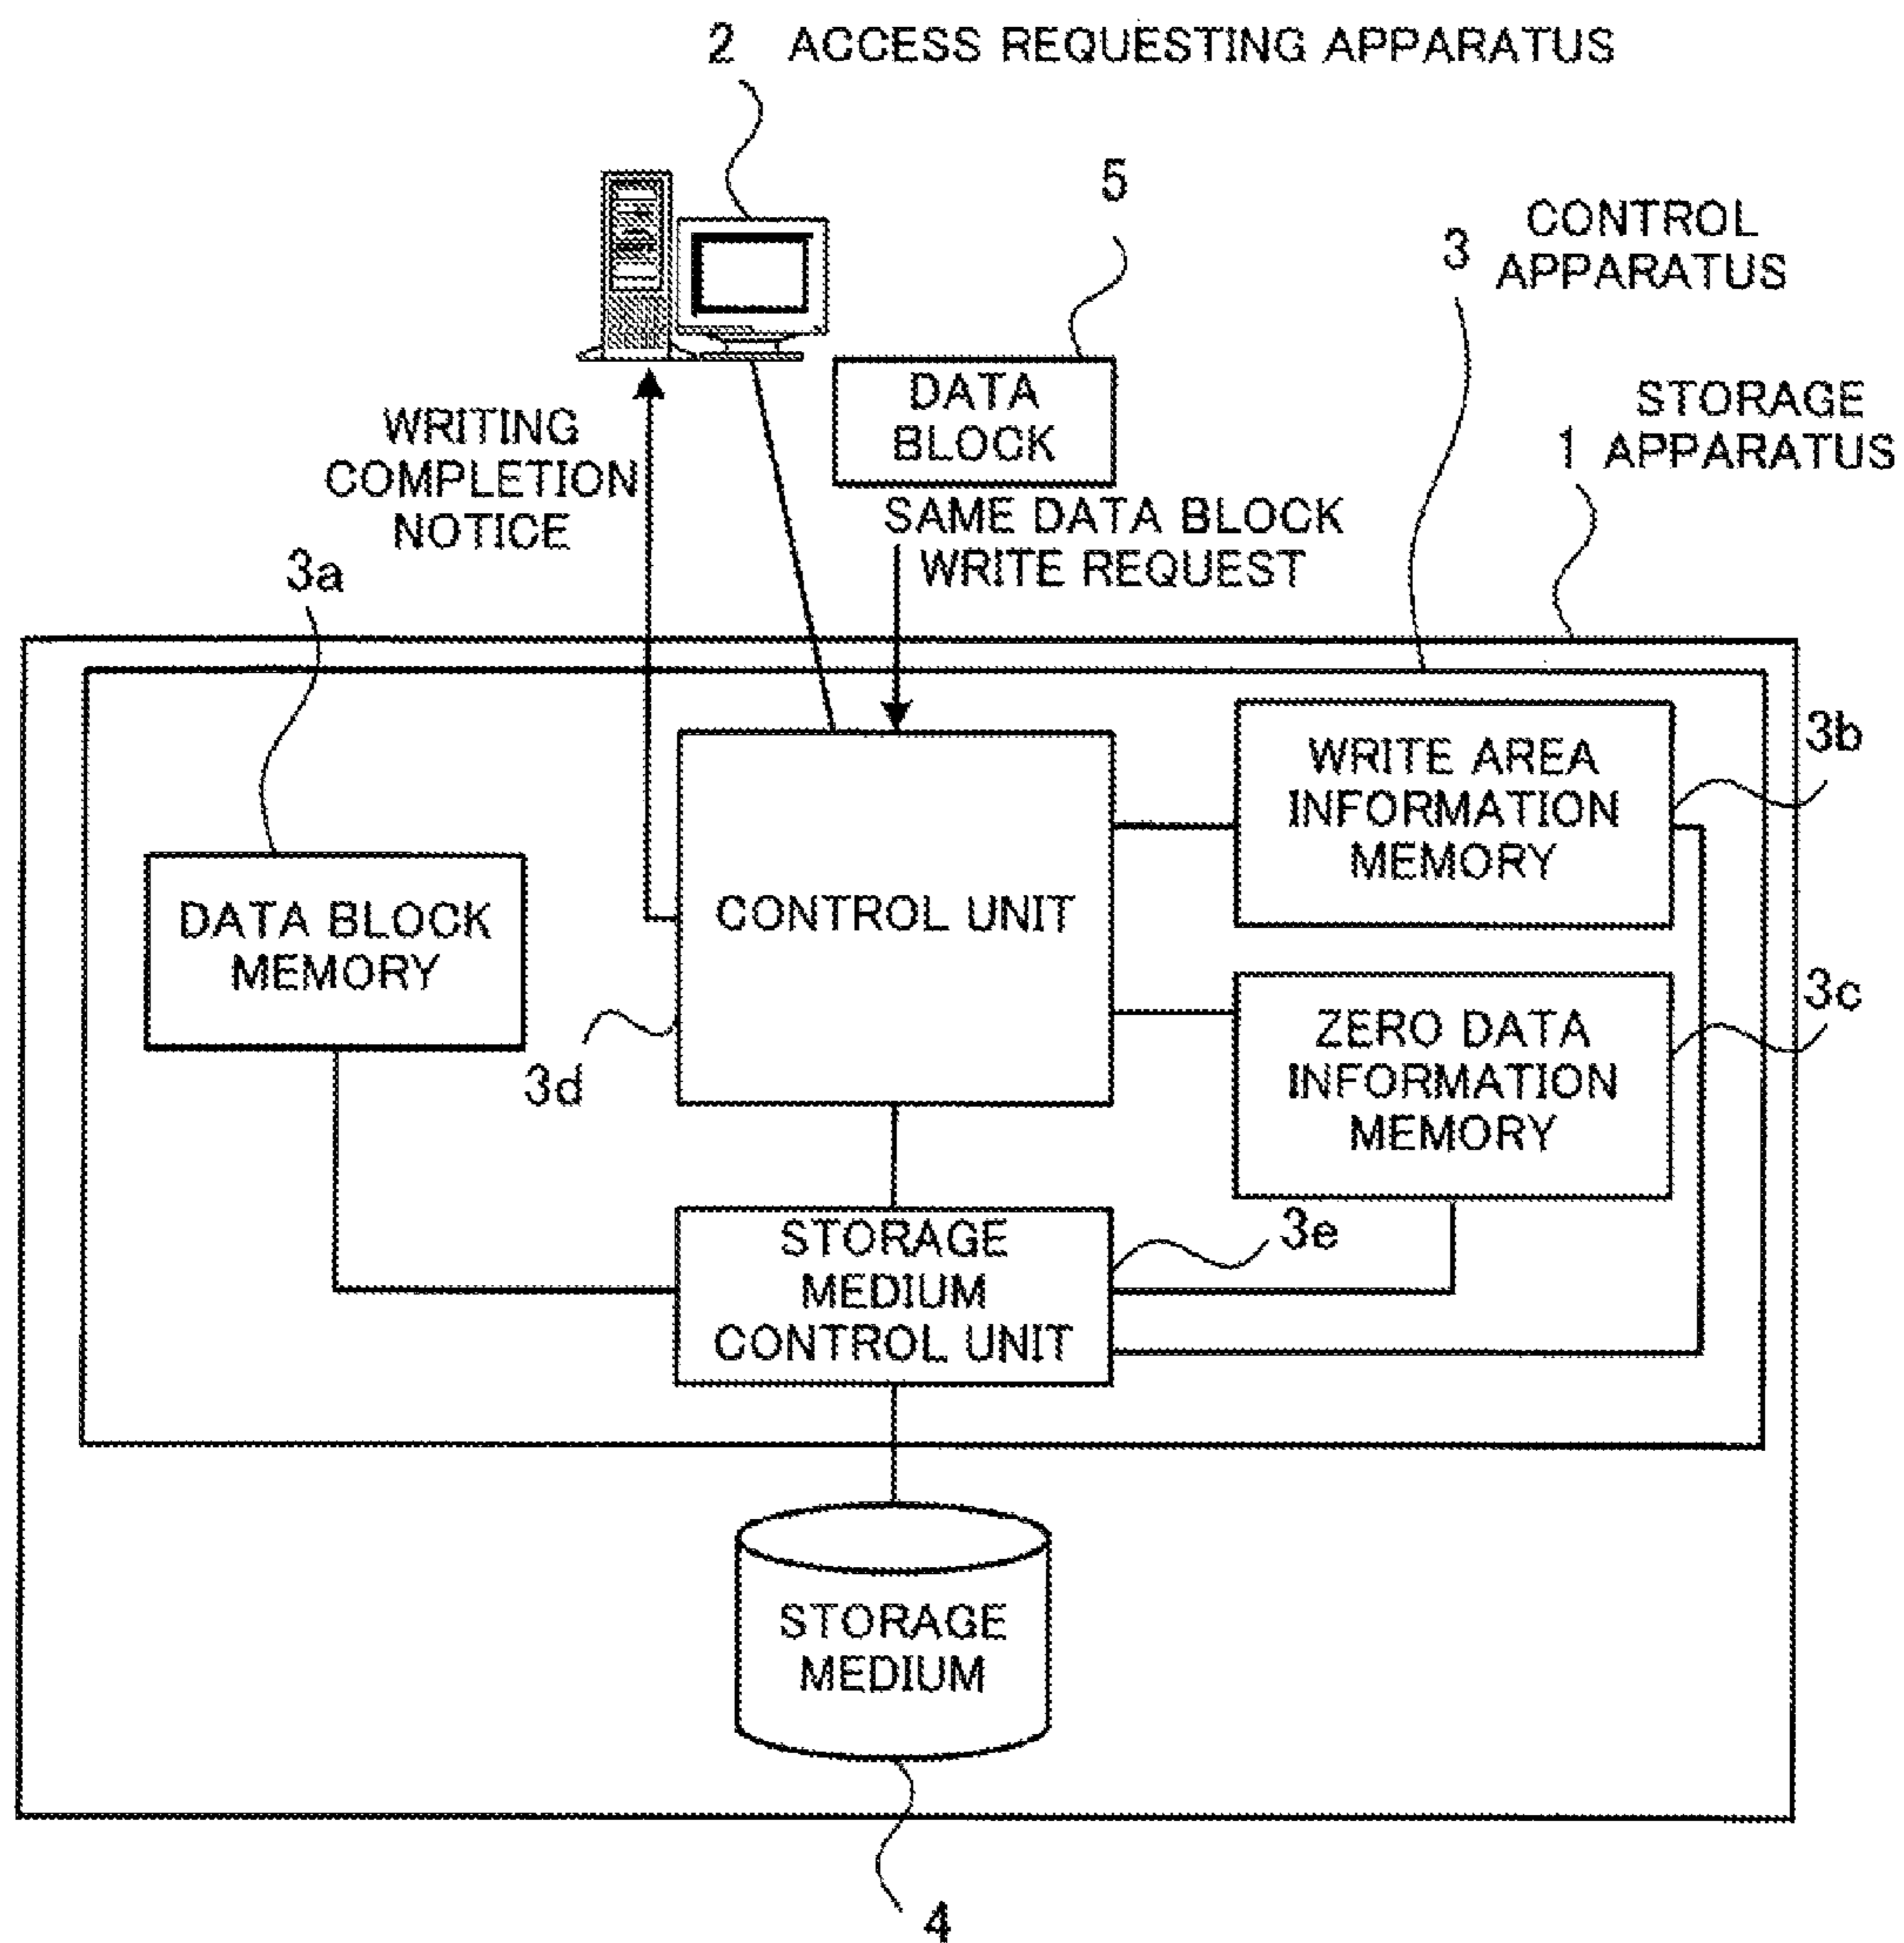 2 ACCESS REQUESTING APPARATUS
5
3 CONTROL
APPARATUS
DATA
BLOCK
STORAGE
1 APPARATUS
WRITING
COMPLETION
NOTICE
SAME DATA BLOCK
WRITE REQUEST
3a
3b
WRITE AREA
INFORMATION
MEMORY
CONTROL UNIT
DATA BLOCK
MEMORY
3c
ZERO DATA
INFORMATION
MEMORY
3d
3e
STORAGE
MEDIUM
CONTROL UNIT
STORAGE
MEDIUM
4